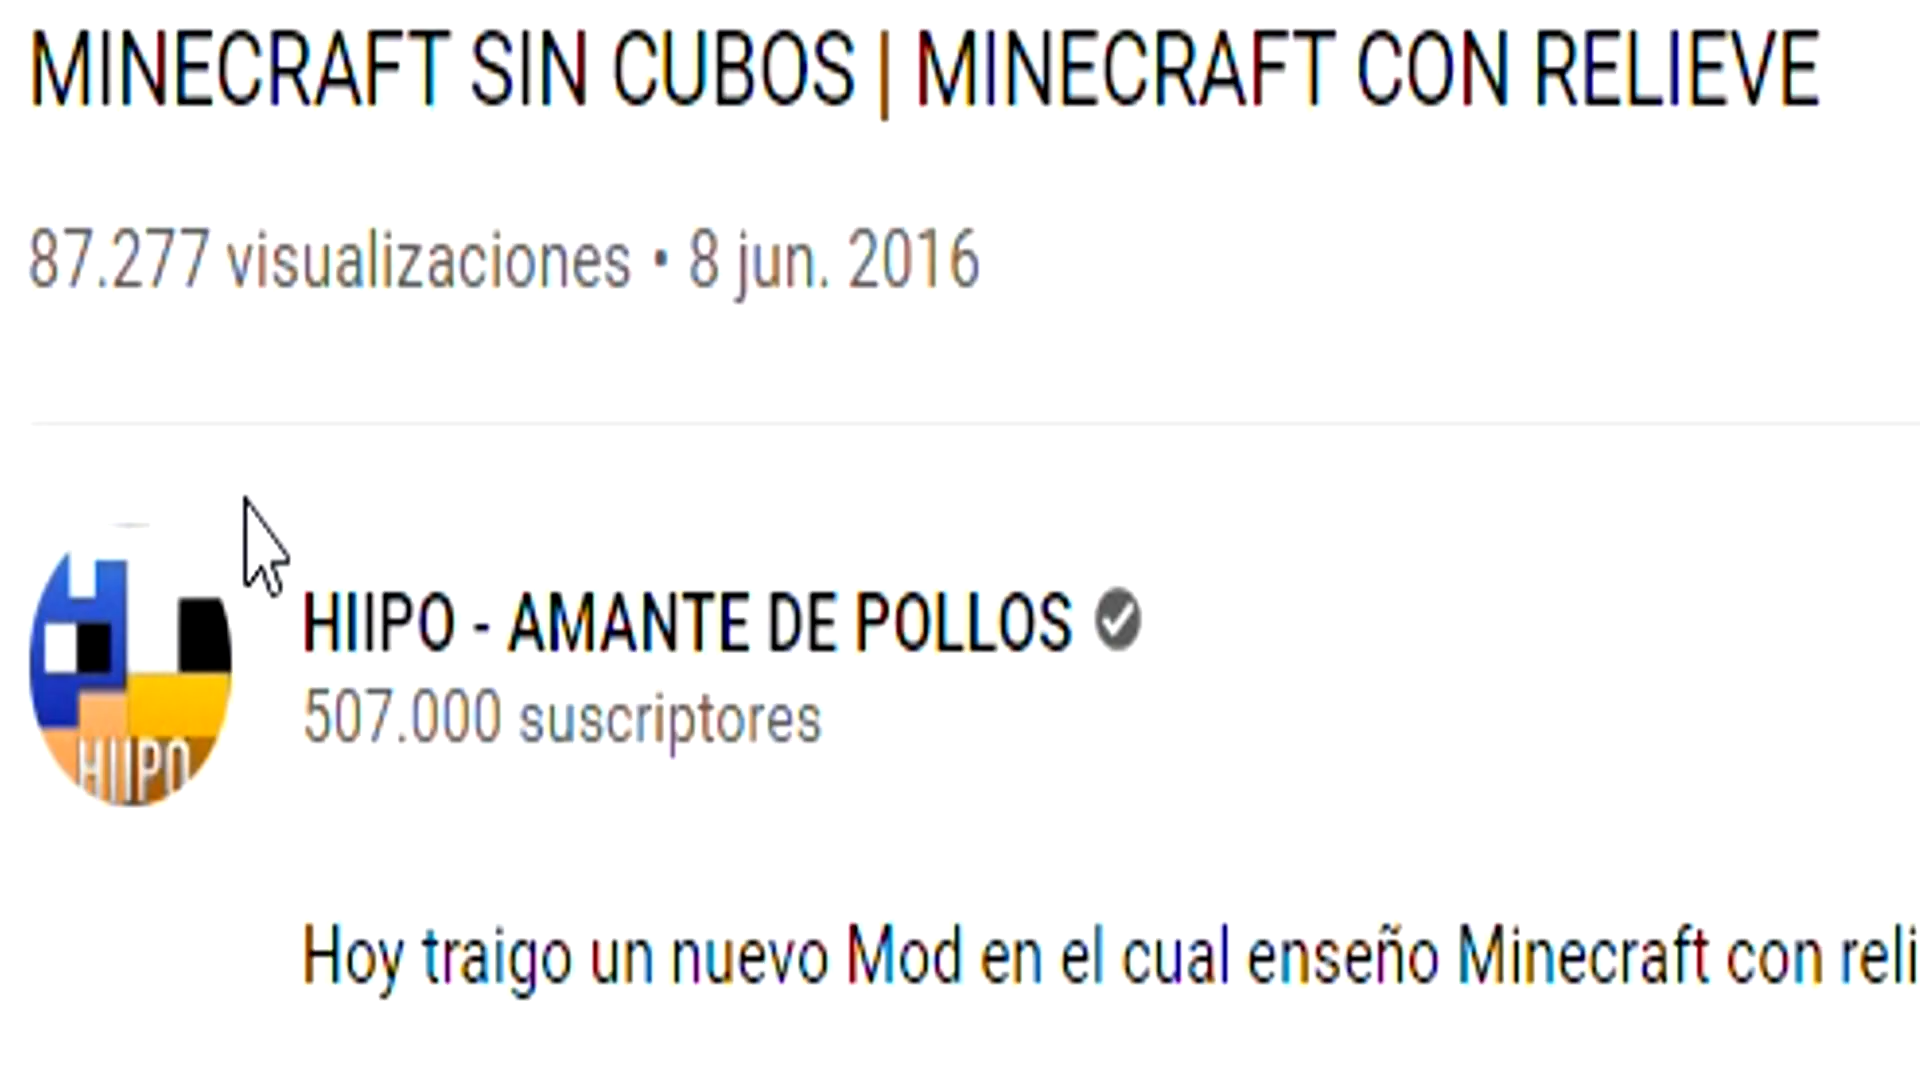 MINECRAFT SIN CUBOS | MINECRAFT CON RELIEVE
87.277 visualizaciones • 8 jun. 2016
HIIPO - AMANTE DE POLLOS
507.000 suscriptores
HIIPO
Hoy traigo un nuevo Mod en el cual enseño Minecraft con reli